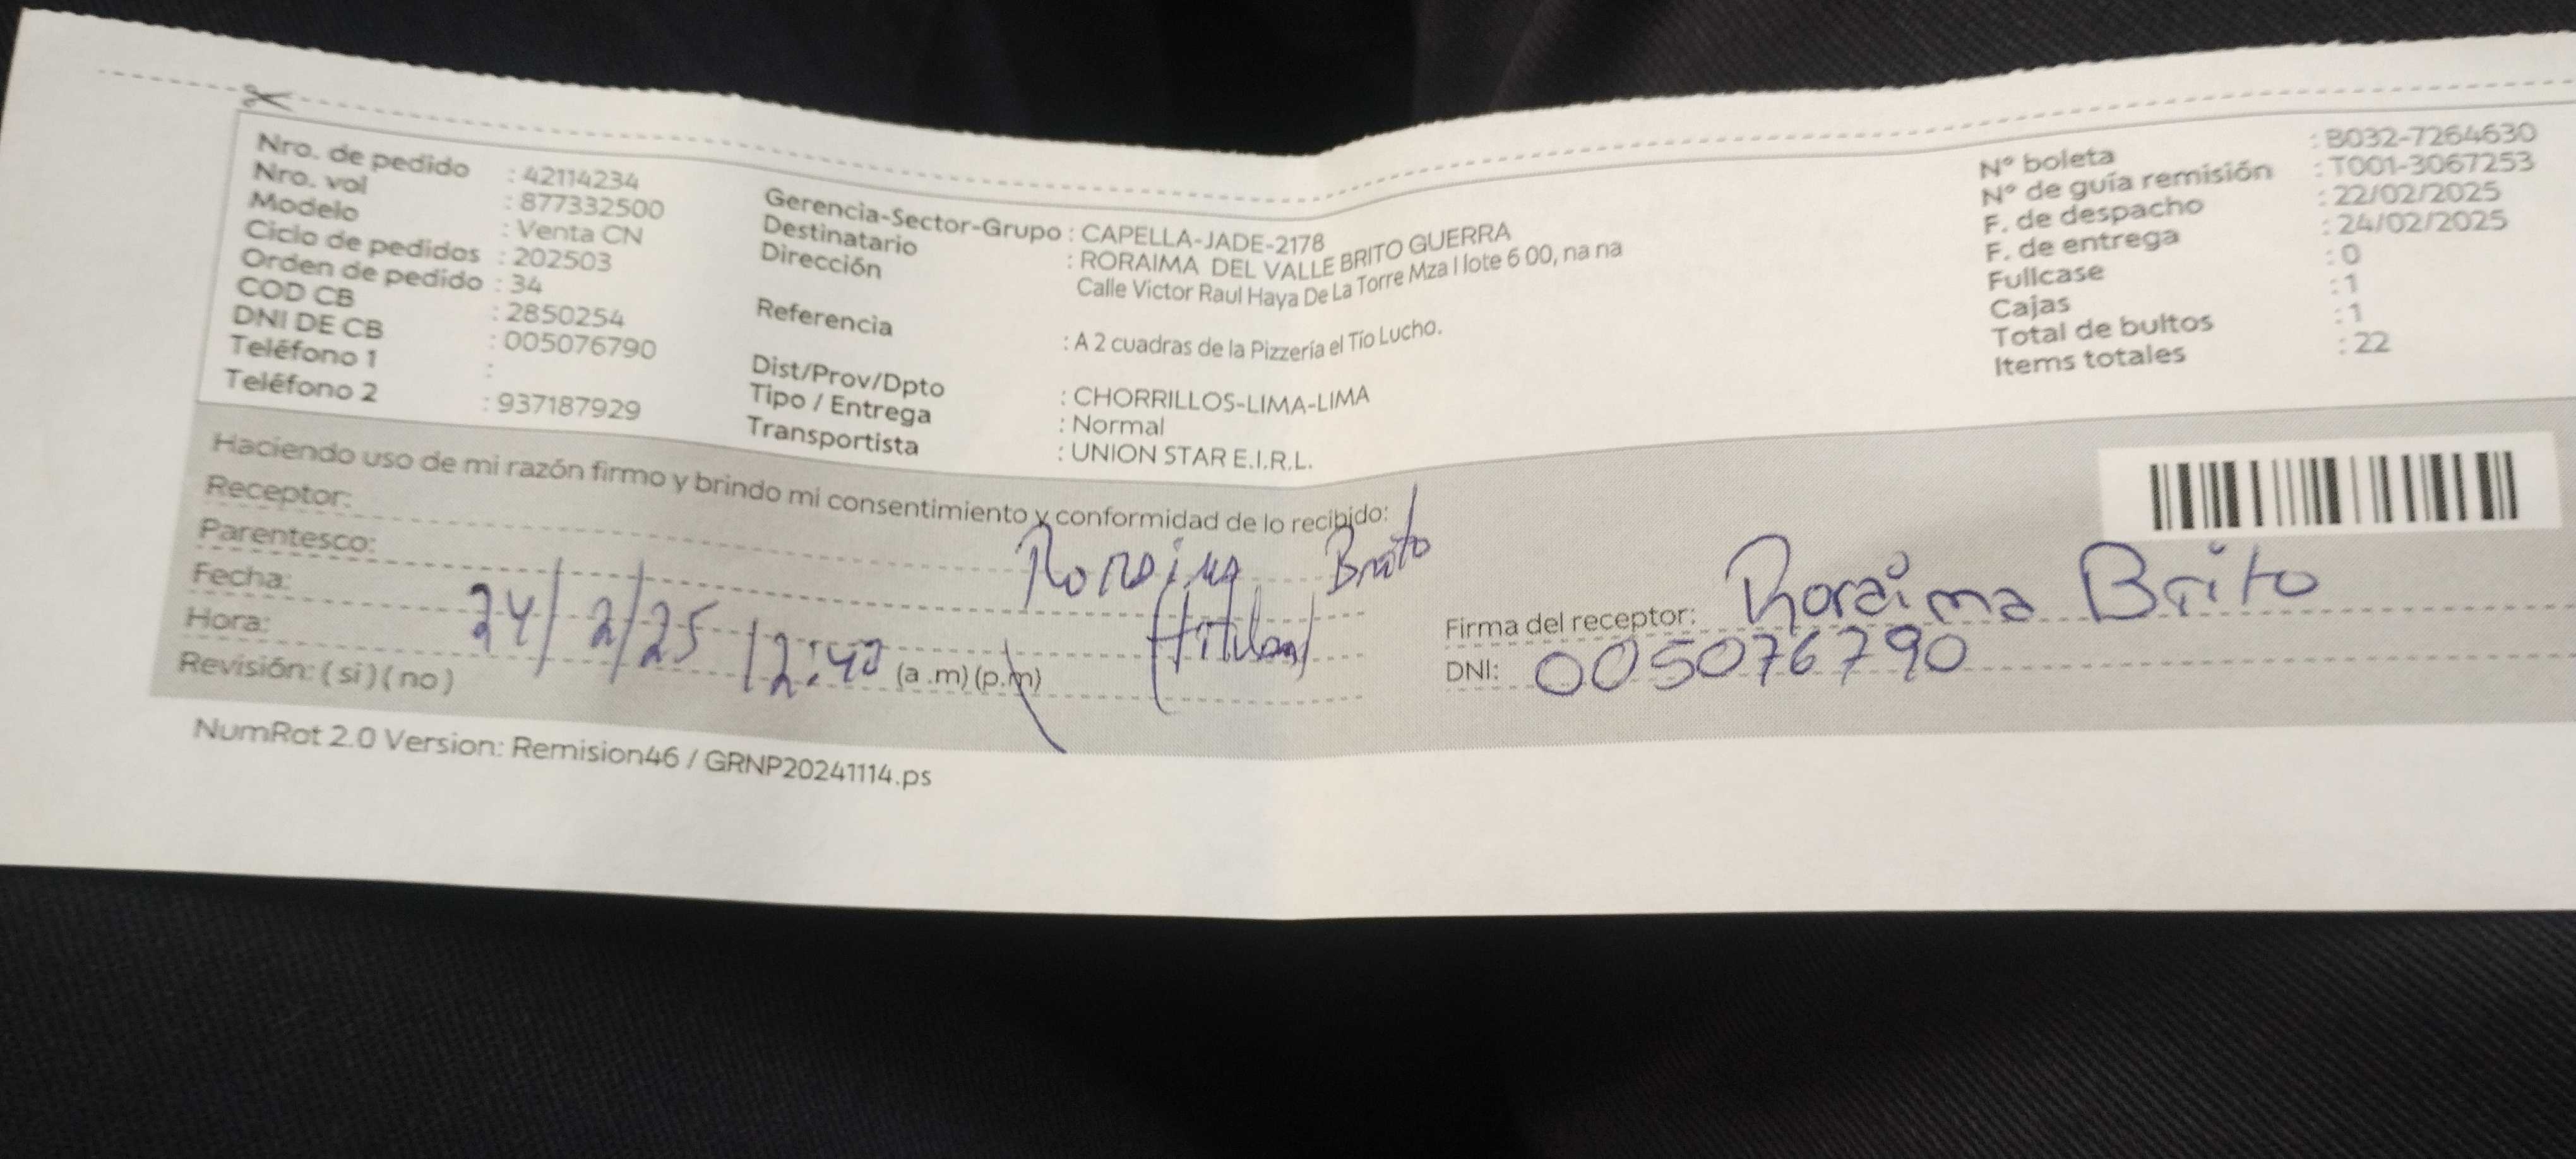 Nro. de pedido : 42114234
Nro. vol : 877332500
Modelo : Venta CN
Ciclo de pedidos : 202503
Orden de pedido : 34
COD CB : 2850254
DNI DE CB : 005076790
Teléfono 1 :
Teléfono 2 : 937187929
Gerencia-Sector-Grupo : CAPELLA-JADE-2178
Destinatario : RORAIMA DEL VALLE BRITO GUERRA
Dirección Calle Victor Raul Haya De La Torre Mza I lote 6 00, na na
Referencia : A 2 cuadras de la Pizzería el Tío Lucho.
Dist/Prov/Dpto : CHORRILLOS-LIMA-LIMA
Tipo / Entrega : Normal
Transportista : UNION STAR E.I.R.L.
N° boleta : B032-7264630
N° de guía remisión : T001-3067253
F. de despacho : 22/02/2025
F. de entrega : 24/02/2025
Fullcase : 0
Cajas : 1
Total de bultos : 1
Items totales : 22
Haciendo uso de mi razón firmo y brindo mi consentimiento y conformidad de lo recibido:
Receptor: Roraima Brito
Parentesco: (titular)
Fecha: 24/2/25
Hora: 12:40 (a .m) (p.m)
Revisión: ( si ) ( no )
Firma del receptor: Roraima Brito
DNI: 005076790
NumRot 2.0 Version: Remision46 / GRNP20241114.ps